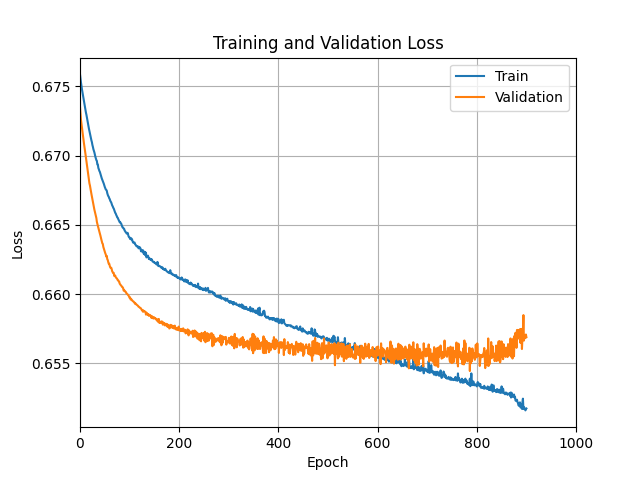 Training and Validation Loss
Train
Validation
0.675
0.670
0.665
0.660
0.655
Loss
0 200 400 600 800 1000
Epoch